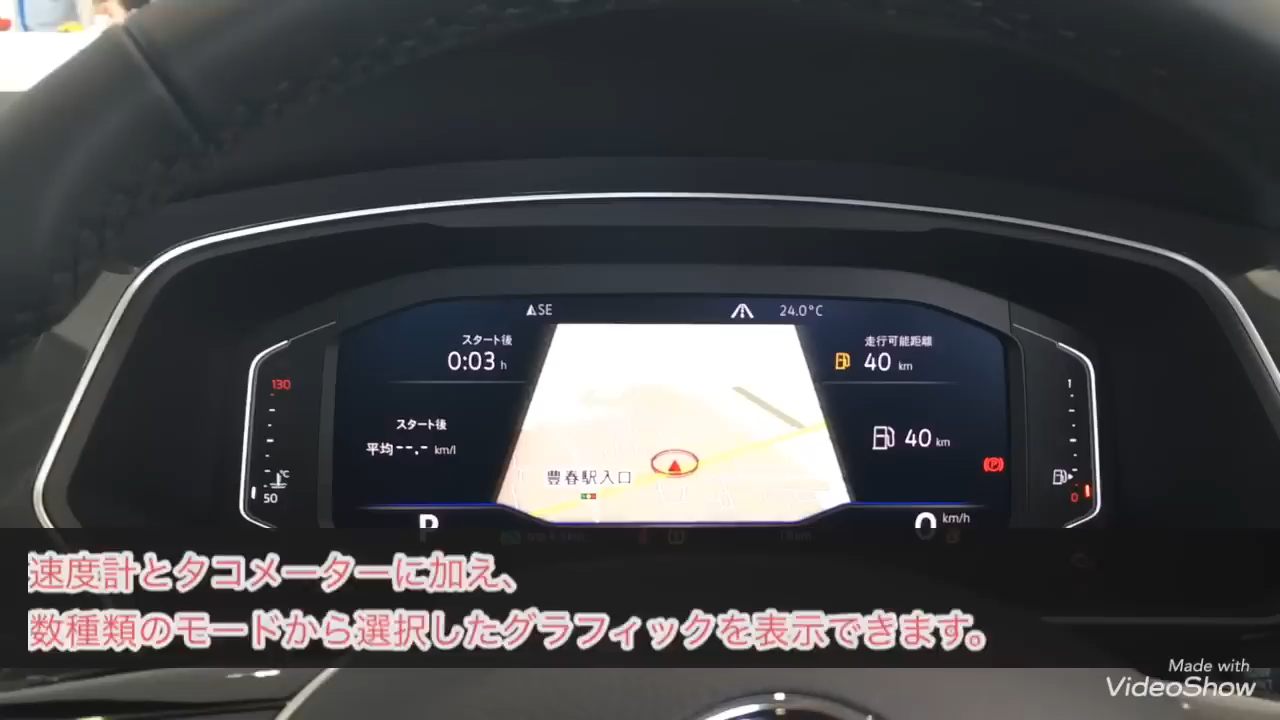 SE
24.0°C
スタート後
0:03 h
走行可能距離
40 km
130
1
スタート後
平均--.- km/l
40 km
豊春駅入口
℃
50
0
P
0 km/h
速度計とタコメーターに加え、
数種類のモードから選択したグラフィックを表示できます。
Made with
VideoShow